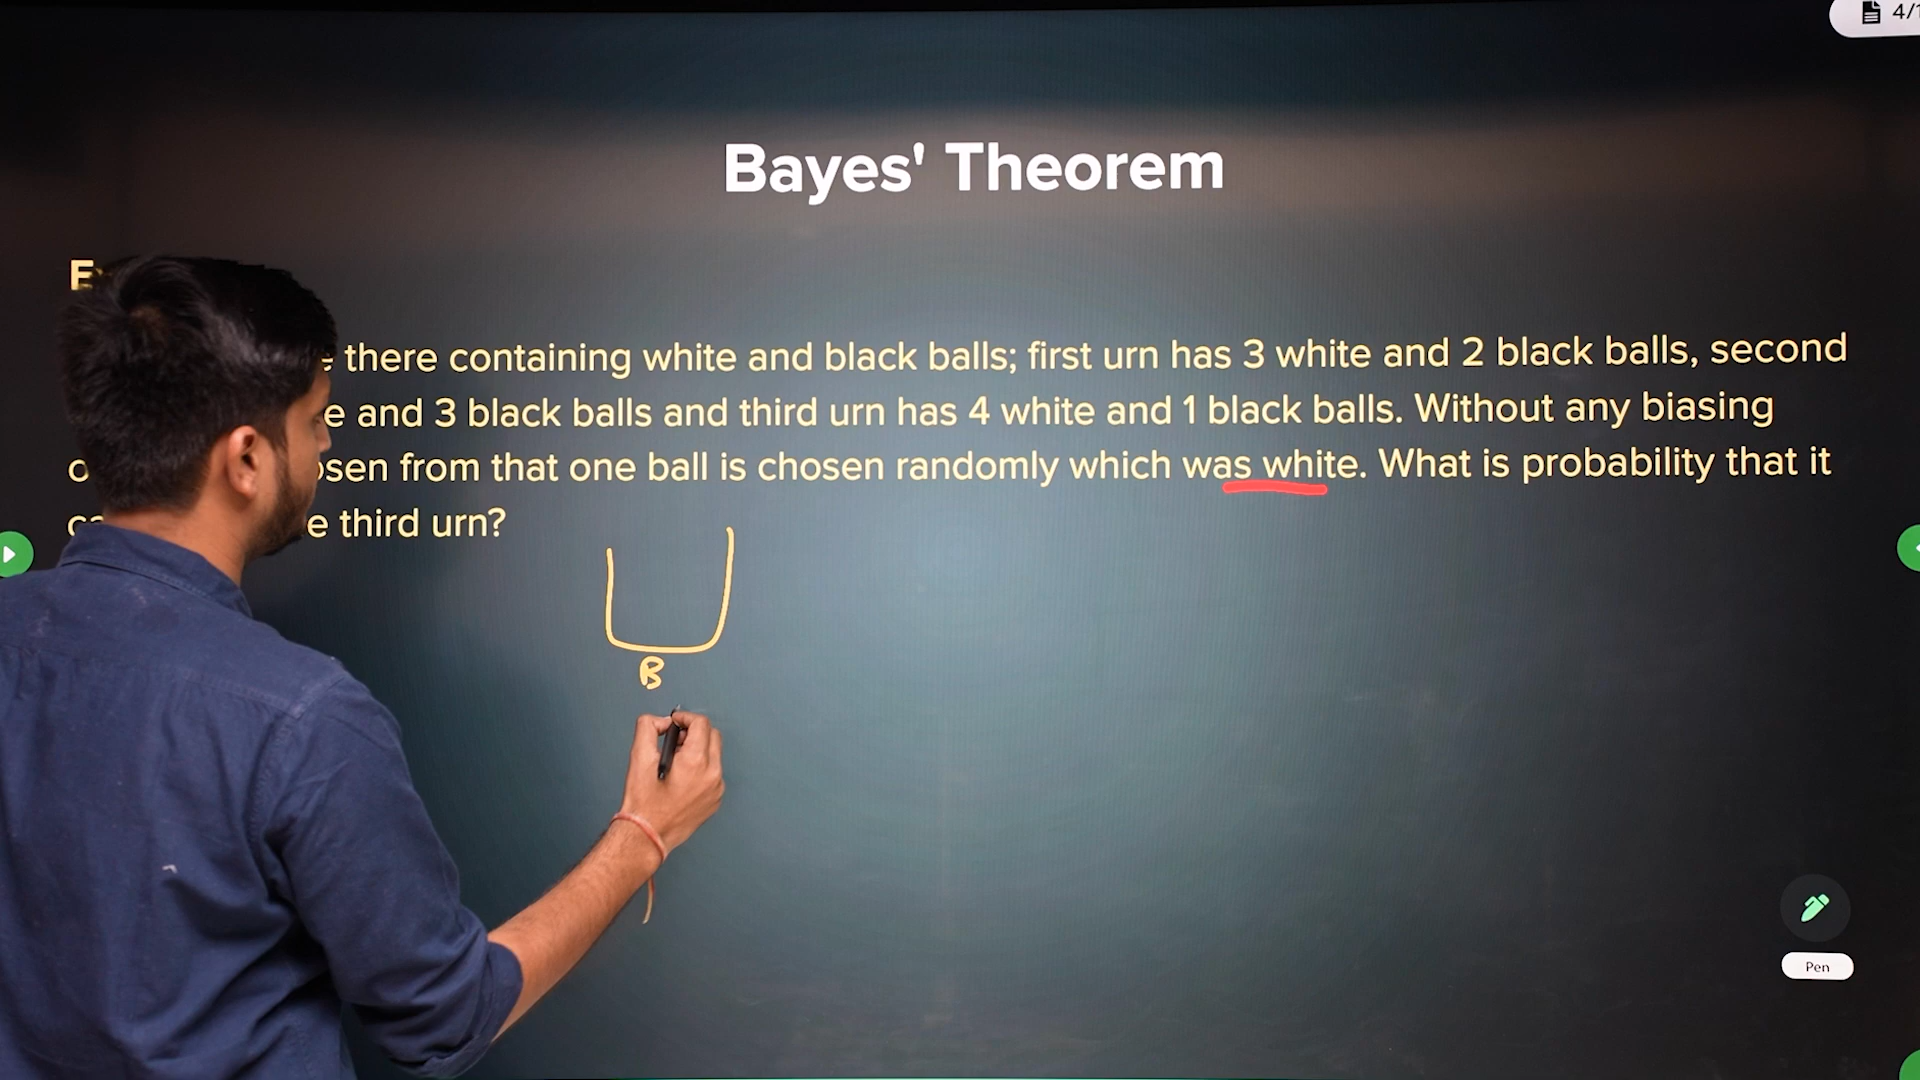 4/1
Bayes' Theorem
there containing white and black balls; first urn has 3 white and 2 black balls, second
and 3 black balls and third urn has 4 white and 1 black balls. Without any biasing
from that one ball is chosen randomly which was white. What is probability that it
third urn?
B
Pen